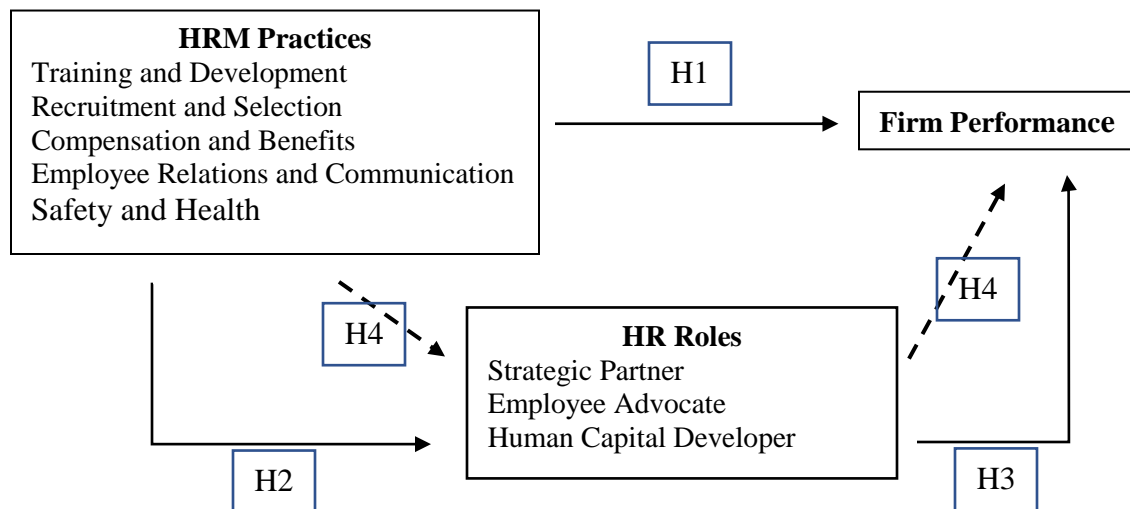 HRM Practices
Training and Development
Recruitment and Selection
Compensation and Benefits
Employee Relations and Communication
Safety and Health
H1
Firm Performance
H4
H4
HR Roles
Strategic Partner
Employee Advocate
Human Capital Developer
H2
H3